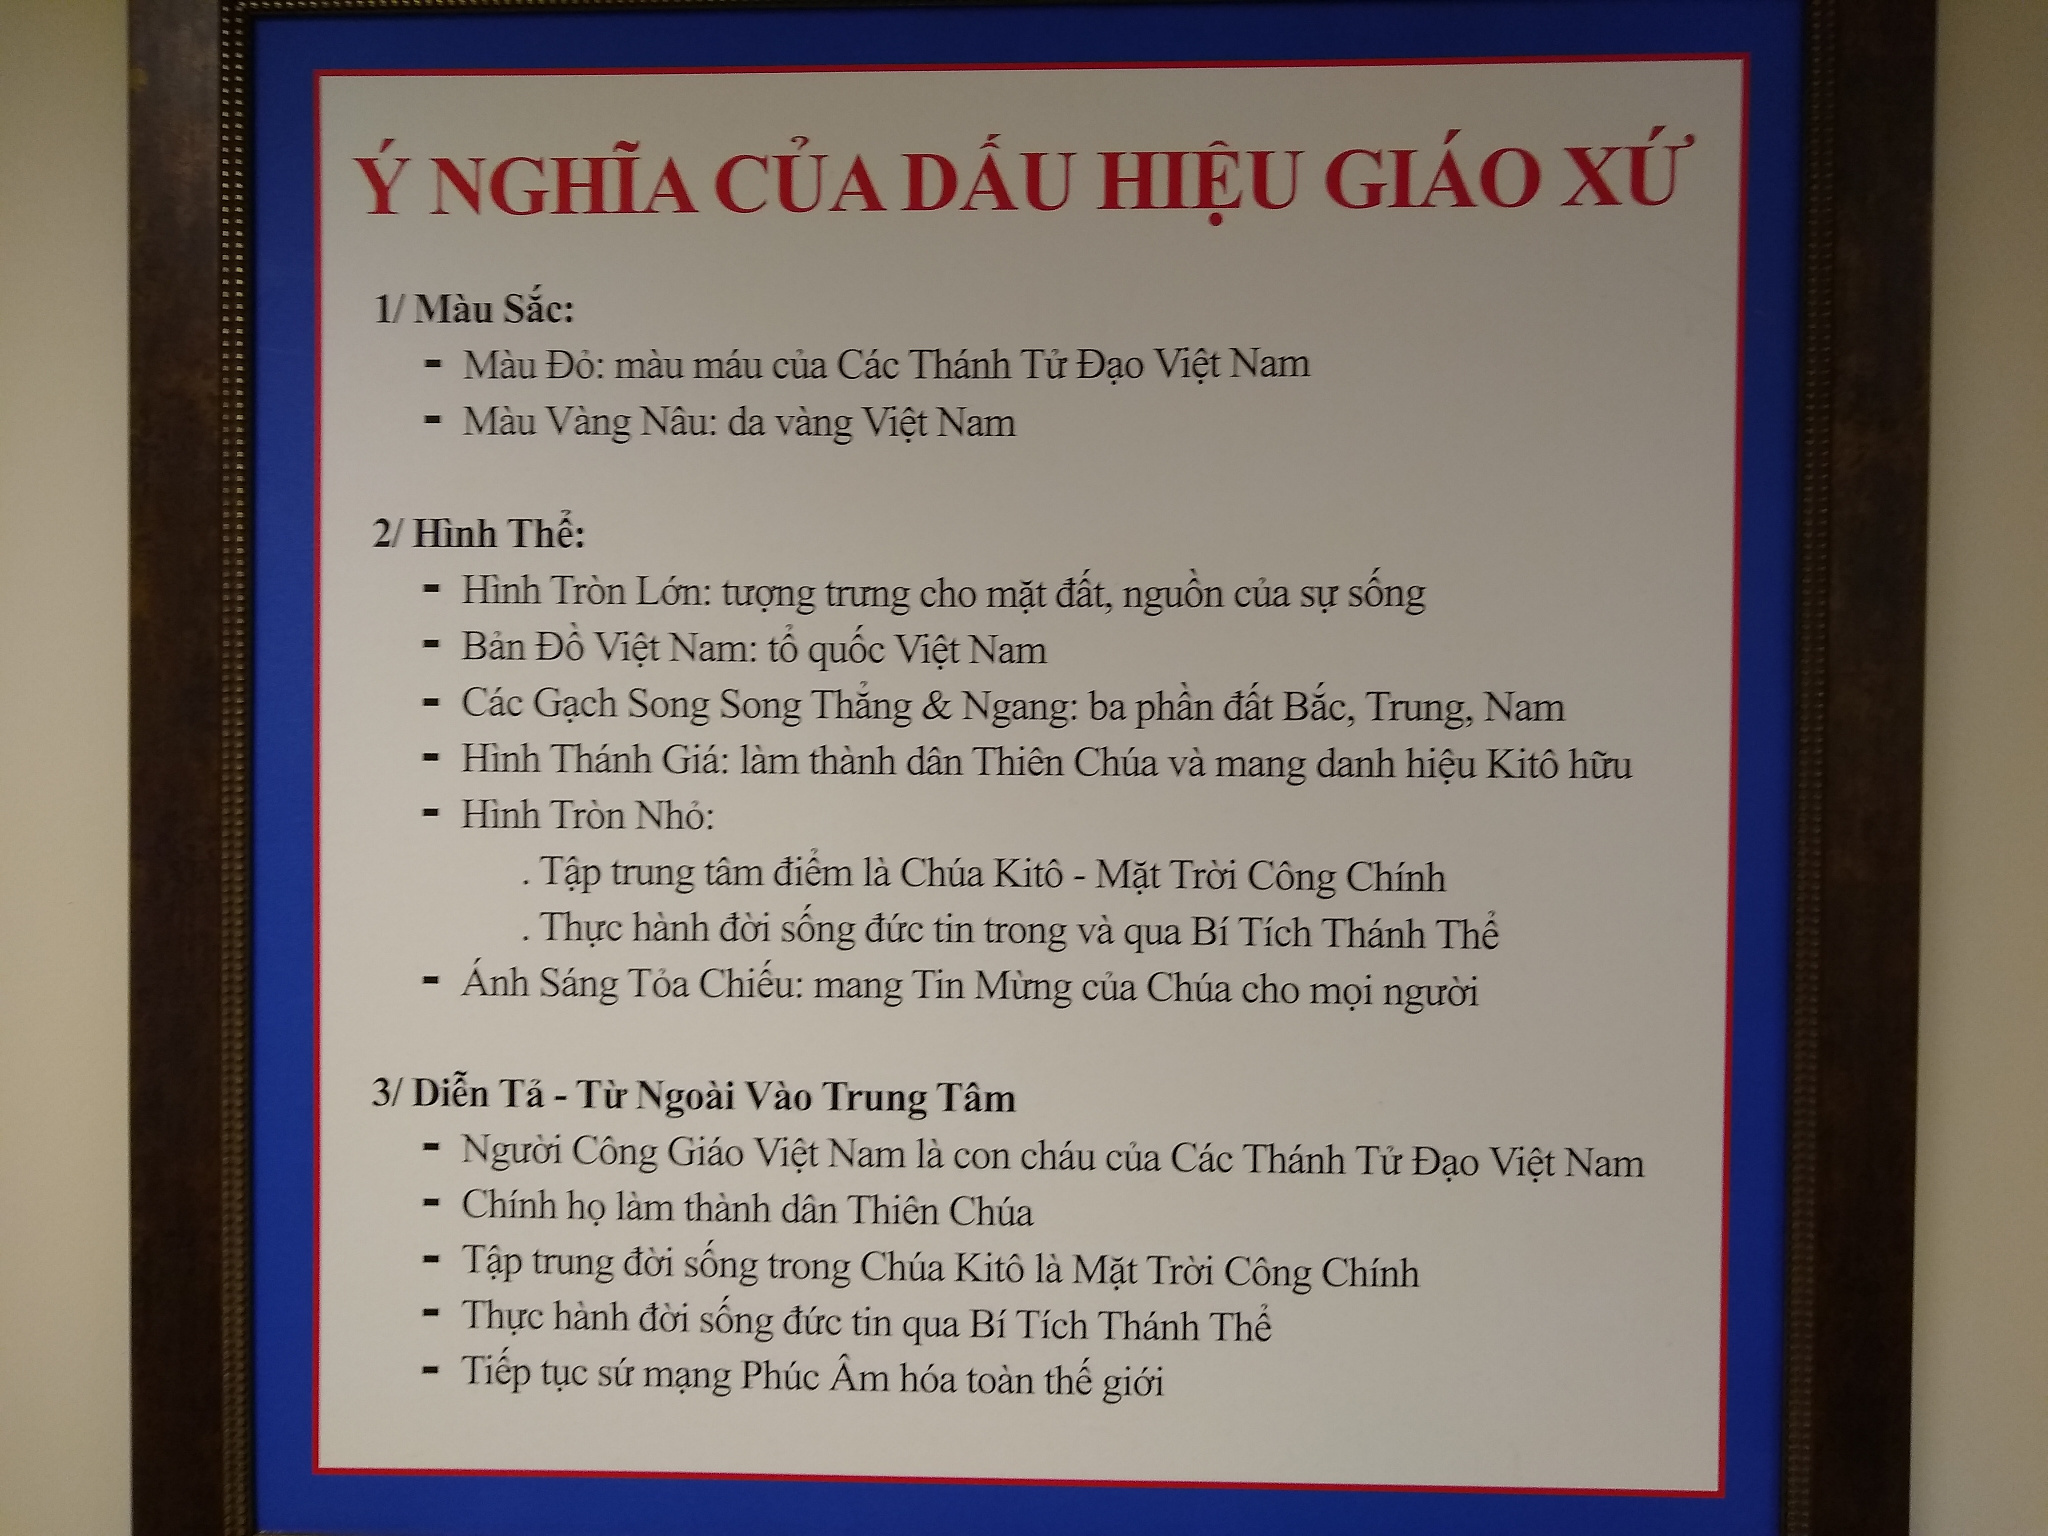 Ý NGHĨA CỦA DẤU HIỆU GIÁO XỨ
1/ Màu Sắc:
- Màu Đỏ: màu máu của Các Thánh Tử Đạo Việt Nam
- Màu Vàng Nâu: da vàng Việt Nam
2/ Hình Thể:
- Hình Tròn Lớn: tượng trưng cho mặt đất, nguồn của sự sống
- Bản Đồ Việt Nam: tổ quốc Việt Nam
- Các Gạch Song Song Thẳng & Ngang: ba phần đất Bắc, Trung, Nam
- Hình Thánh Giá: làm thành dân Thiên Chúa và mang danh hiệu Kitô hữu
- Hình Tròn Nhỏ:
. Tập trung tâm điểm là Chúa Kitô - Mặt Trời Công Chính
. Thực hành đời sống đức tin trong và qua Bí Tích Thánh Thể
- Ánh Sáng Tỏa Chiếu: mang Tin Mừng của Chúa cho mọi người
3/ Diễn Tả - Từ Ngoài Vào Trung Tâm
- Người Công Giáo Việt Nam là con cháu của Các Thánh Tử Đạo Việt Nam
- Chính họ làm thành dân Thiên Chúa
- Tập trung đời sống trong Chúa Kitô là Mặt Trời Công Chính
- Thực hành đời sống đức tin qua Bí Tích Thánh Thể
- Tiếp tục sứ mạng Phúc Âm hóa toàn thế giới